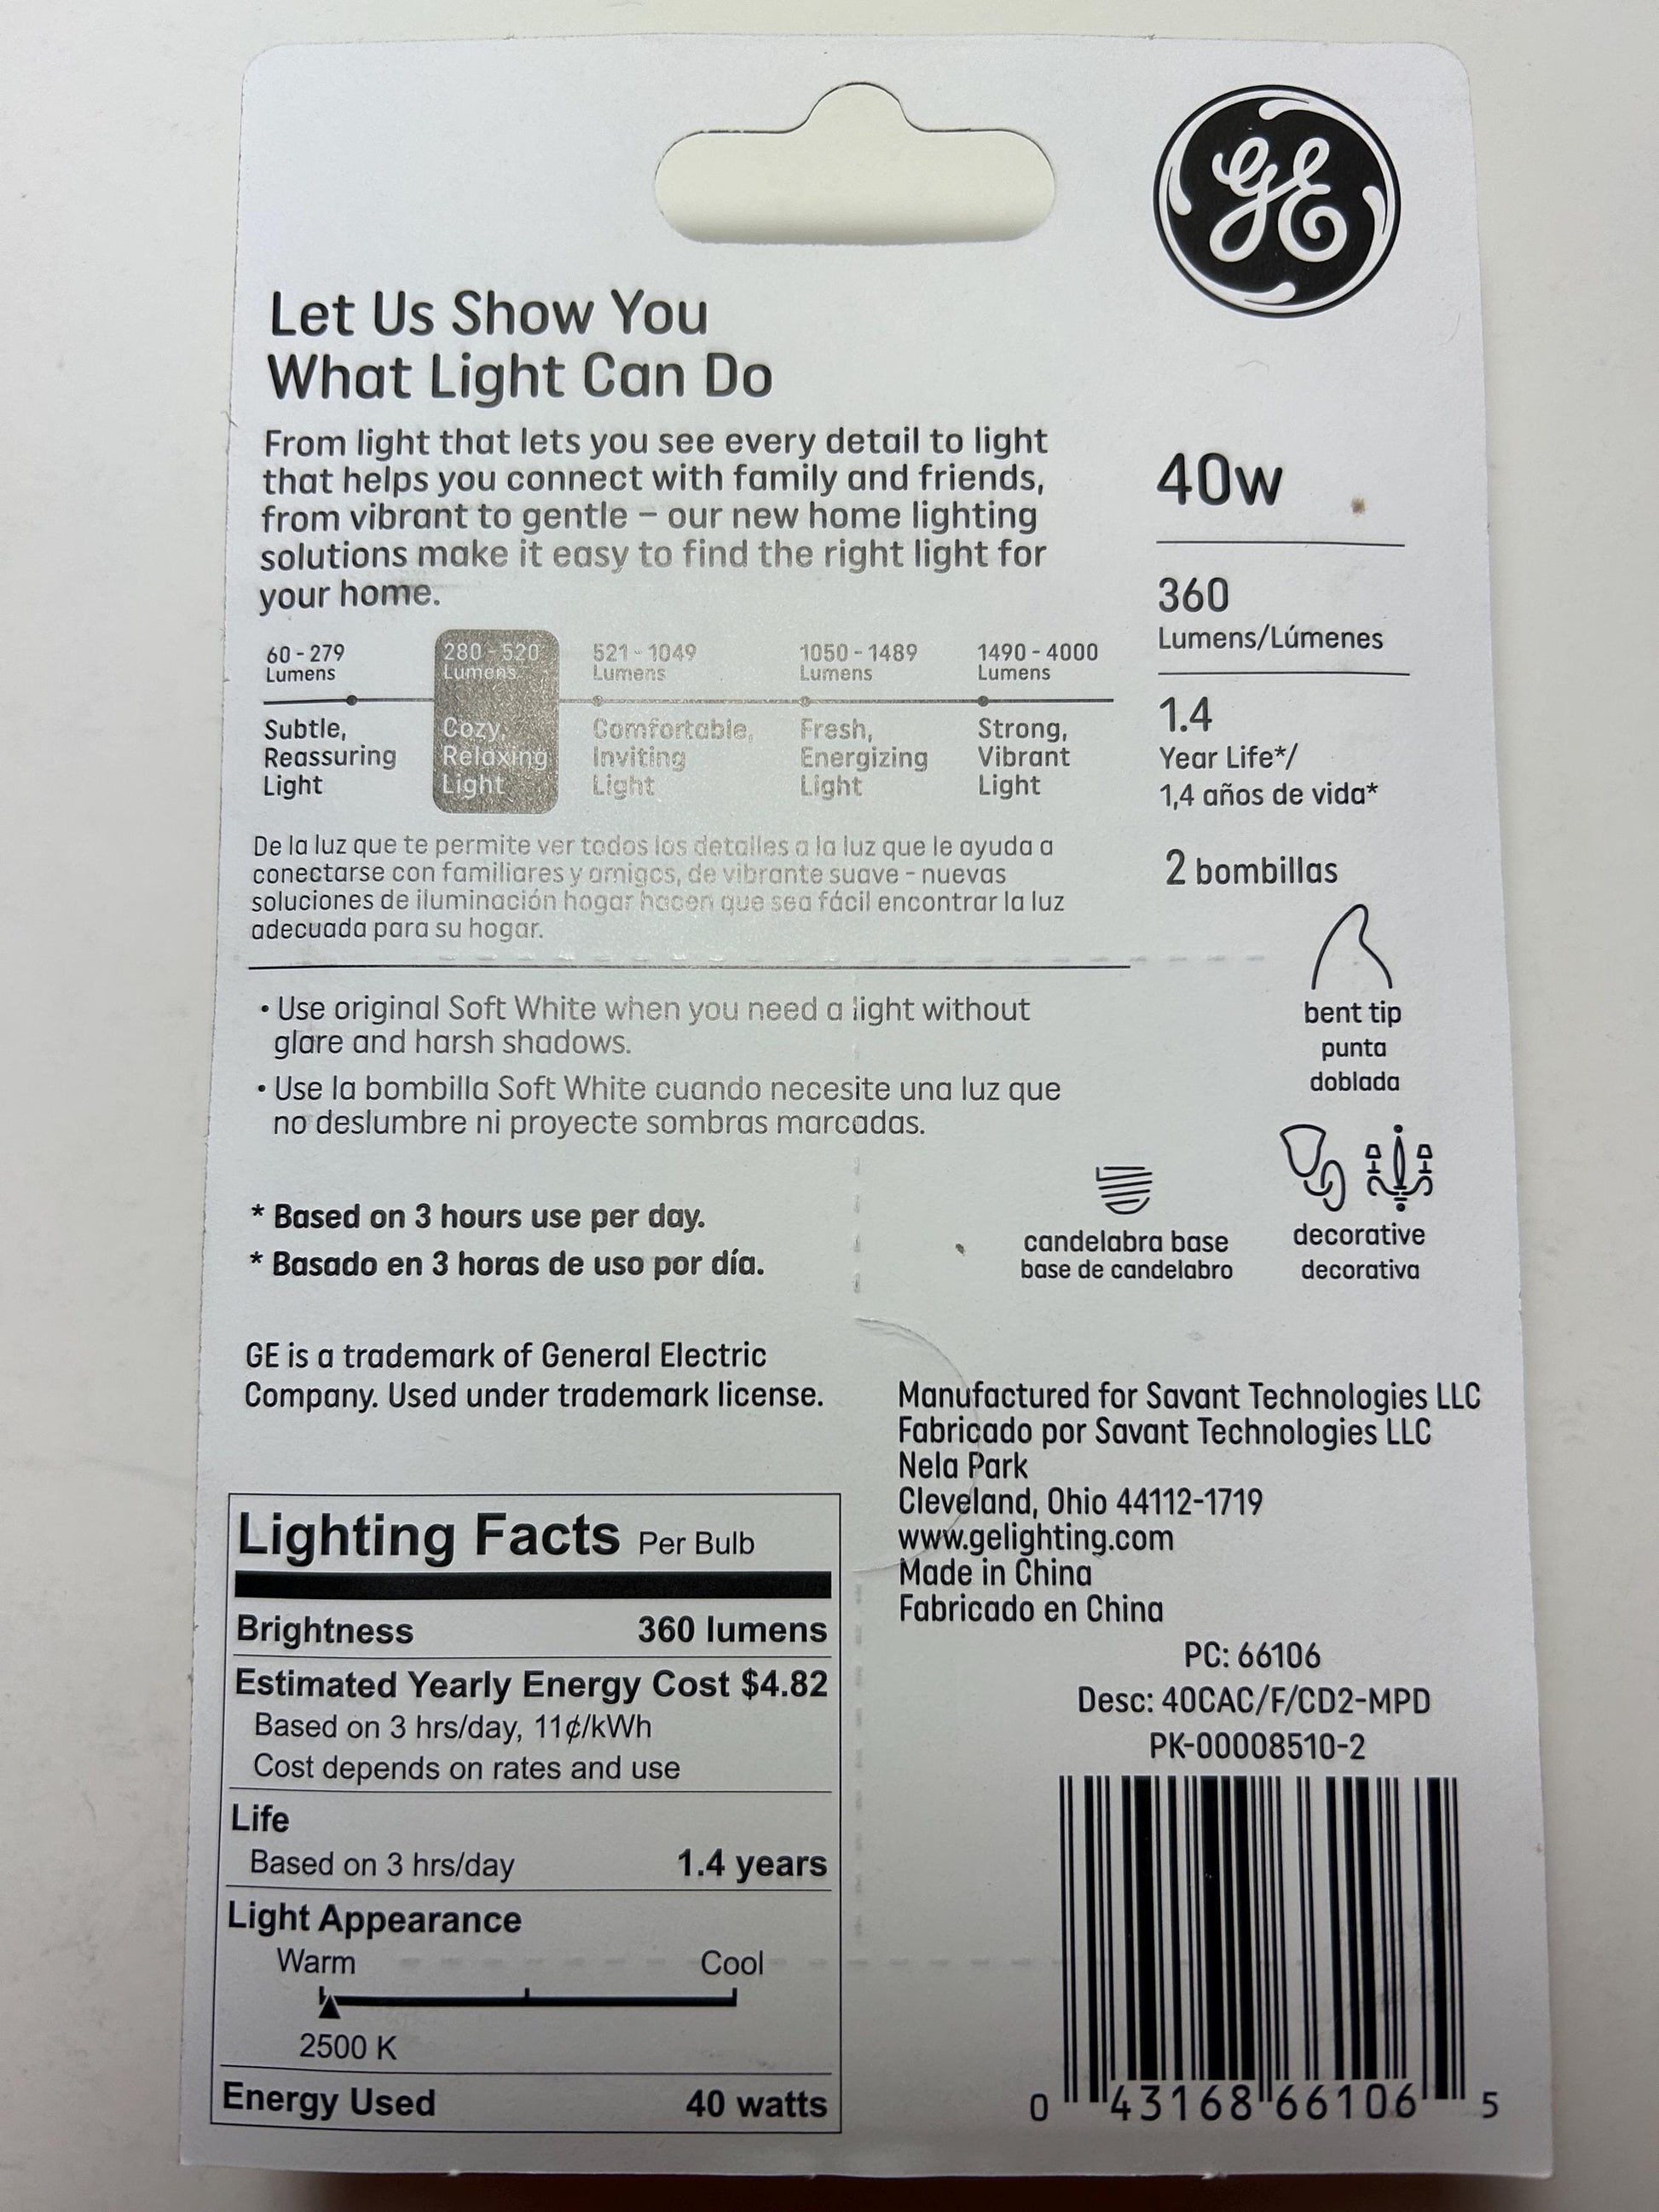 GE
Let Us Show You
What Light Can Do
From light that lets you see every detail to light
that helps you connect with family and friends,
from vibrant to gentle – our new home lighting
solutions make it easy to find the right light for
your home.
60 - 279
Lumens
Subtle,
Reassuring
Light
280 - 520
Lumens
Cozy,
Relaxing
Light
521 - 1049
Lumens
Comfortable,
Inviting
Light
1050 - 1489
Lumens
Fresh,
Energizing
Light
1490 - 4000
Lumens
Strong,
Vibrant
Light
De la luz que te permite ver todos los detalles a la luz que le ayuda a
conectarse con familiares y amigos, de vibrante suave - nuevas
soluciones de iluminación hogar hacen que sea fácil encontrar la luz
adecuada para su hogar.
40w
360
Lumens/Lúmenes
1.4
Year Life*/
1,4 años de vida*
2 bombillas
bent tip
punta
doblada
• Use original Soft White when you need a light without
glare and harsh shadows.
• Use la bombilla Soft White cuando necesite una luz que
no deslumbre ni proyecte sombras marcadas.
candelabra base
base de candelabro
decorative
decorativa
* Based on 3 hours use per day.
* Basado en 3 horas de uso por día.
GE is a trademark of General Electric
Company. Used under trademark license.
Manufactured for Savant Technologies LLC
Fabricado por Savant Technologies LLC
Nela Park
Cleveland, Ohio 44112-1719
www.gelighting.com
Made in China
Fabricado en China
PC: 66106
Desc: 40CAC/F/CD2-MPD
PK-00008510-2
0 43168 66106 5
Lighting Facts Per Bulb
Brightness 360 lumens
Estimated Yearly Energy Cost $4.82
Based on 3 hrs/day, 11¢/kWh
Cost depends on rates and use
Life
Based on 3 hrs/day 1.4 years
Light Appearance
Warm Cool
2500 K
Energy Used 40 watts